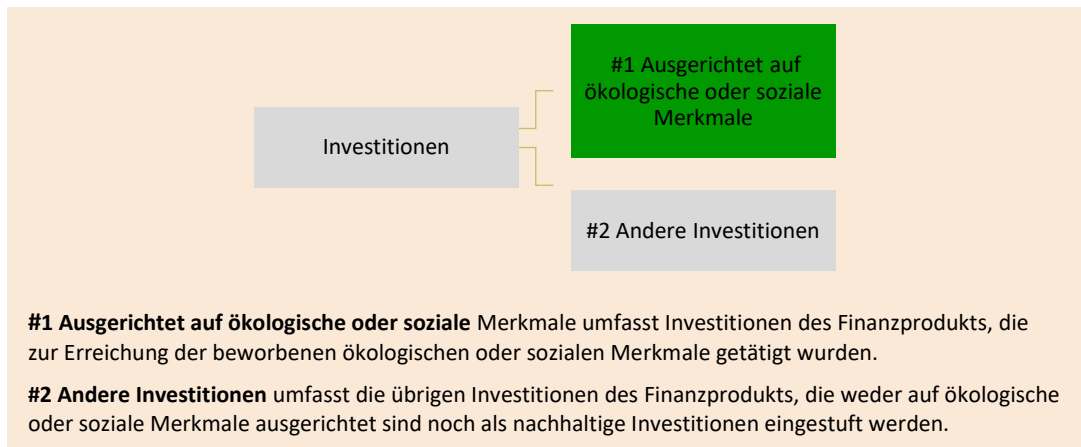 #1 Ausgerichtet auf
ökologische oder soziale
Merkmale
Investitionen
#2 Andere Investitionen
#1 Ausgerichtet auf ökologische oder soziale Merkmale umfasst Investitionen des Finanzprodukts, die
zur Erreichung der beworbenen ökologischen oder sozialen Merkmale getätigt wurden.
#2 Andere Investitionen umfasst die übrigen Investitionen des Finanzprodukts, die weder auf ökologische
oder soziale Merkmale ausgerichtet sind noch als nachhaltige Investitionen eingestuft werden.